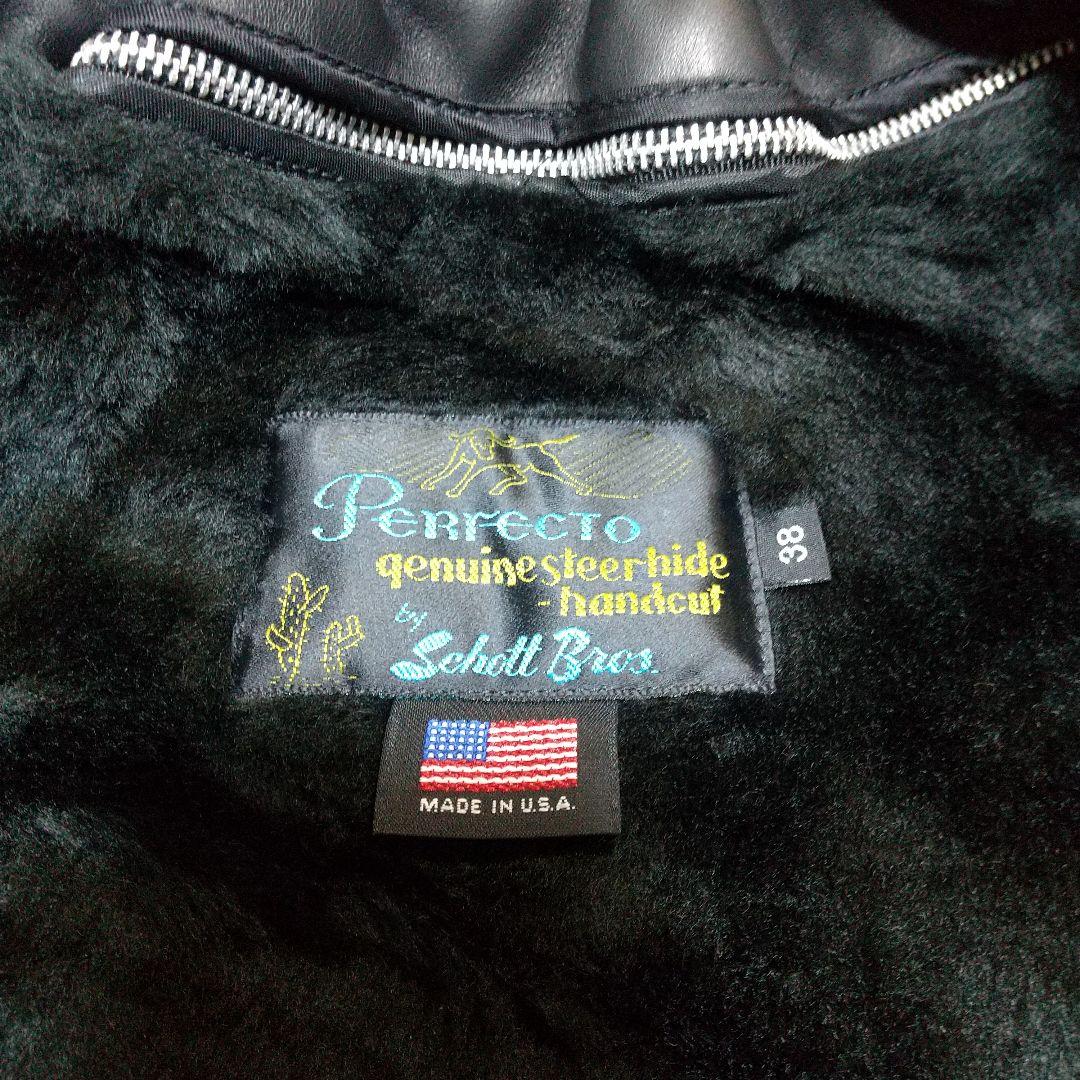 PERFECTO
genuine steerhide
-handcut
by
Schott Bros.
38
MADE IN U.S.A.